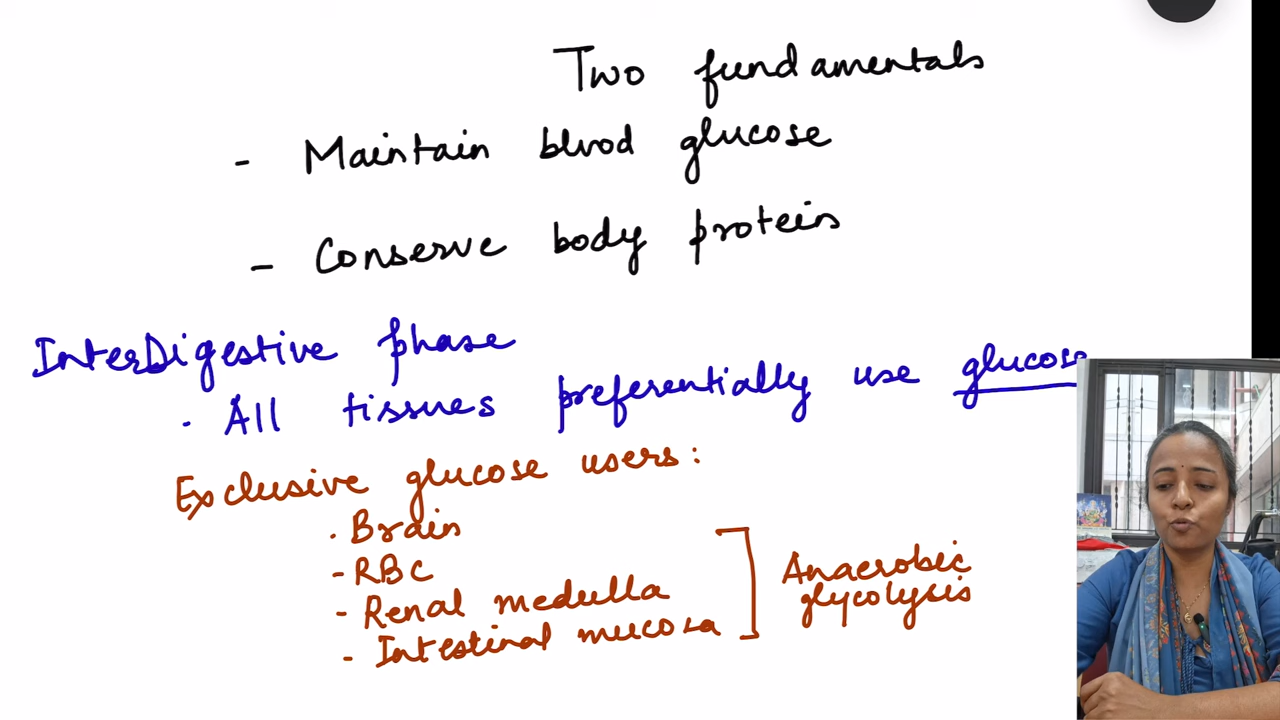 Two fundamentals
- Maintain blood glucose
- Conserve body protein
InterDigestive phase
· All tissues preferentially use glucose
Exclusive glucose users:
· Brain
- RBC
- Renal medulla
- Intestinal mucosa
Anaerobic
glycolysis